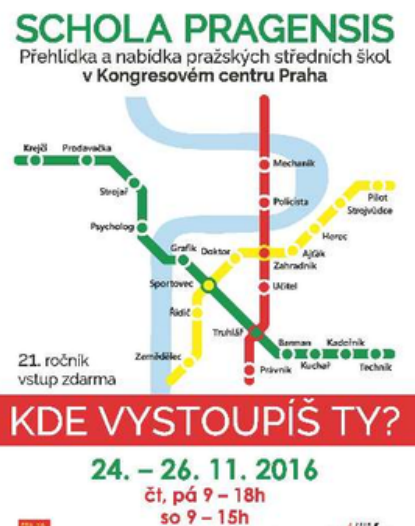 SCHOLA PRAGENSIS
Přehlídka a nabídka pražských středních škol
v Kongresovém centru Praha
Krejčí
Prodavačka
Mechanik
Strojař
Policista
Pilot
Strojvůdce
Psycholog
Herec
Grafik
Doktor
Ajťák
Zahradník
Sportovec
Učitel
Řidič
Truhlář
Barman
Kadeřník
Zemědělec
Právník
Kuchař
Technik
21. ročník
vstup zdarma
KDE VYSTOUPÍŠ TY?
24. – 26. 11. 2016
čt, pá 9 – 18h
so 9 – 15h